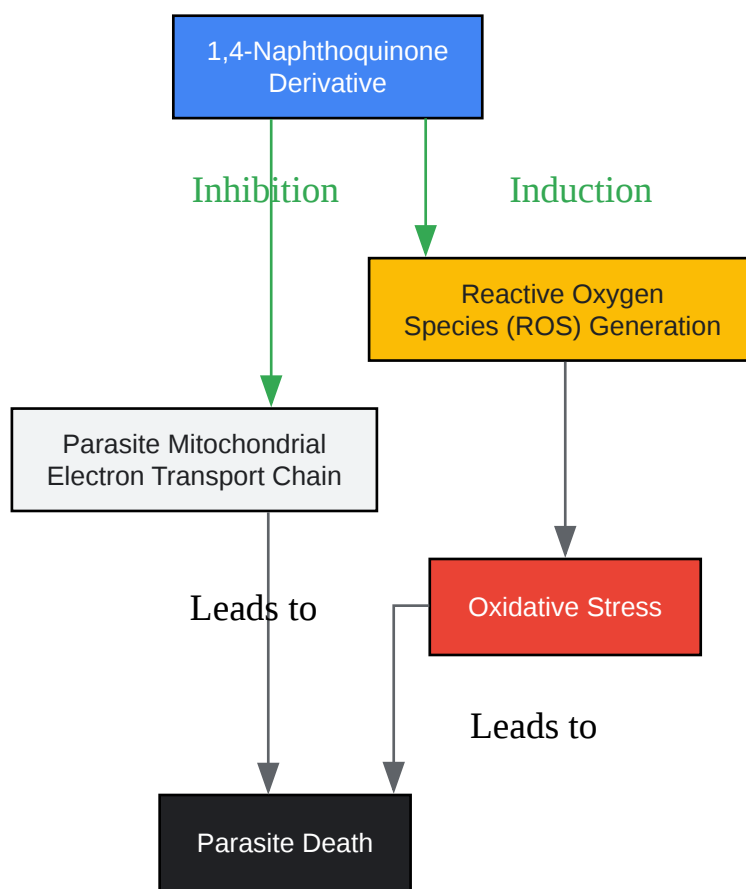 1,4-Naphthoquinone
Derivative
Inhibition
Induction
Reactive Oxygen
Species (ROS) Generation
Parasite Mitochondrial
Electron Transport Chain
Leads to
Oxidative Stress
Leads to
Parasite Death